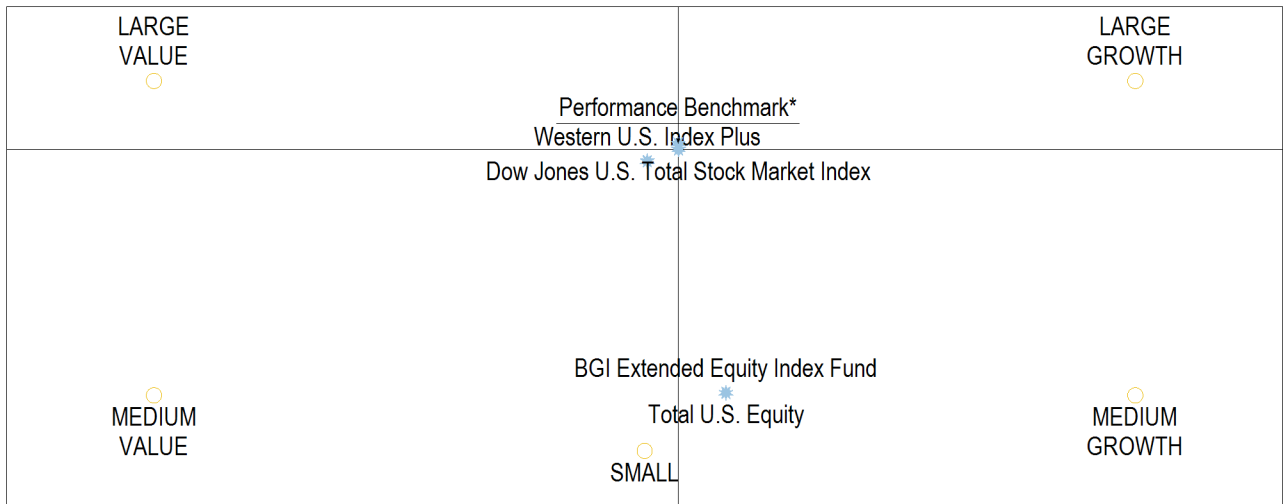 LARGE
VALUE
LARGE
GROWTH
Performance Benchmark*
Western U.S. Index Plus
Dow Jones U.S. Total Stock Market Index
BGI Extended Equity Index Fund
Total U.S. Equity
MEDIUM
VALUE
MEDIUM
GROWTH
SMALL